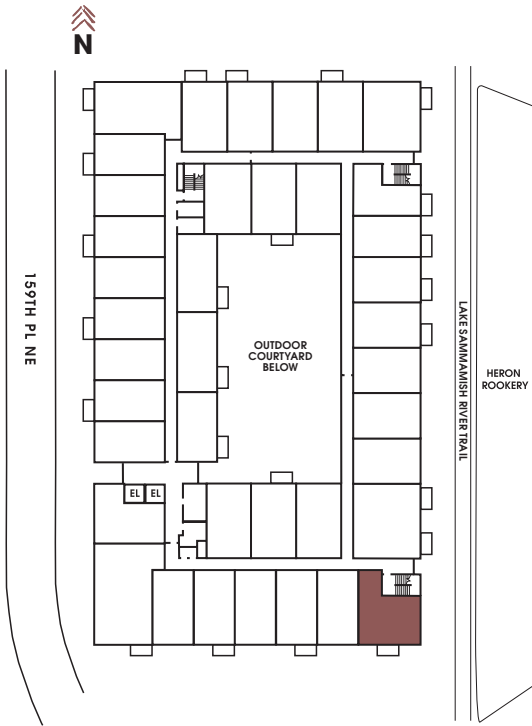 N
159TH PL NE
OUTDOOR
COURTYARD
BELOW
LAKE SAMMAMISH RIVER TRAIL
HERON
ROOKERY
EL EL